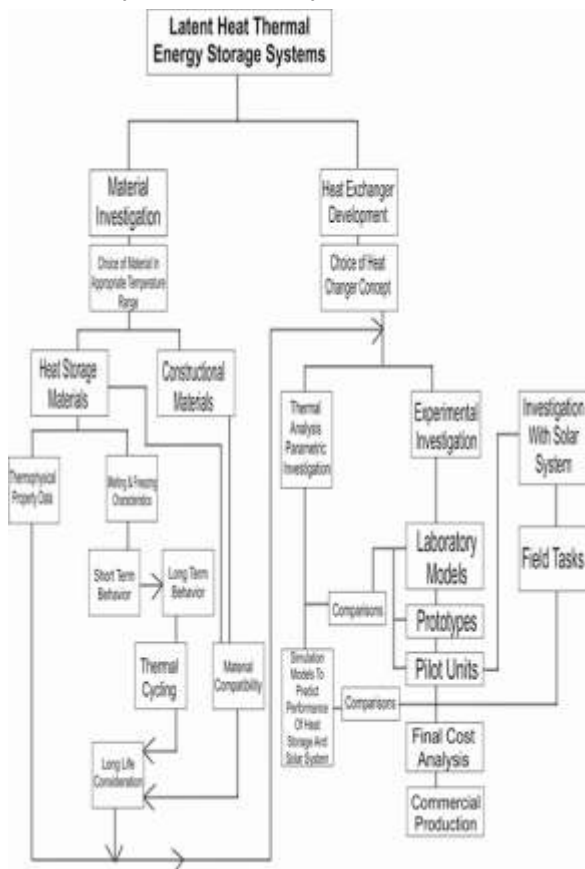 Latent Heat Thermal
Energy Storage Systems
Material
Investigation
Heat Exchanger
Development
Choice of Material In
Appropriate Temperature
Range
Choice of Heat
Changer Concept
Heat Storage
Materials
Constructional
Materials
Thermal
Analysis
Parametric
Investigation
Experimental
Investigation
Investigation
With Solar
System
Thermophysical
Property Data
Melting & Freezing
Characteristics
Short Term
Behavior
Long Term
Behavior
Laboratory
Models
Field Tasks
Comparisons
Prototypes
Thermal
Cycling
Material
Compatibility
Simulation Models
To Predict
Performance
Of Heat
Storage And
Solar System
Pilot Units
Comparisons
Long Life
Consideration
Final Cost
Analysis
Commercial
Production